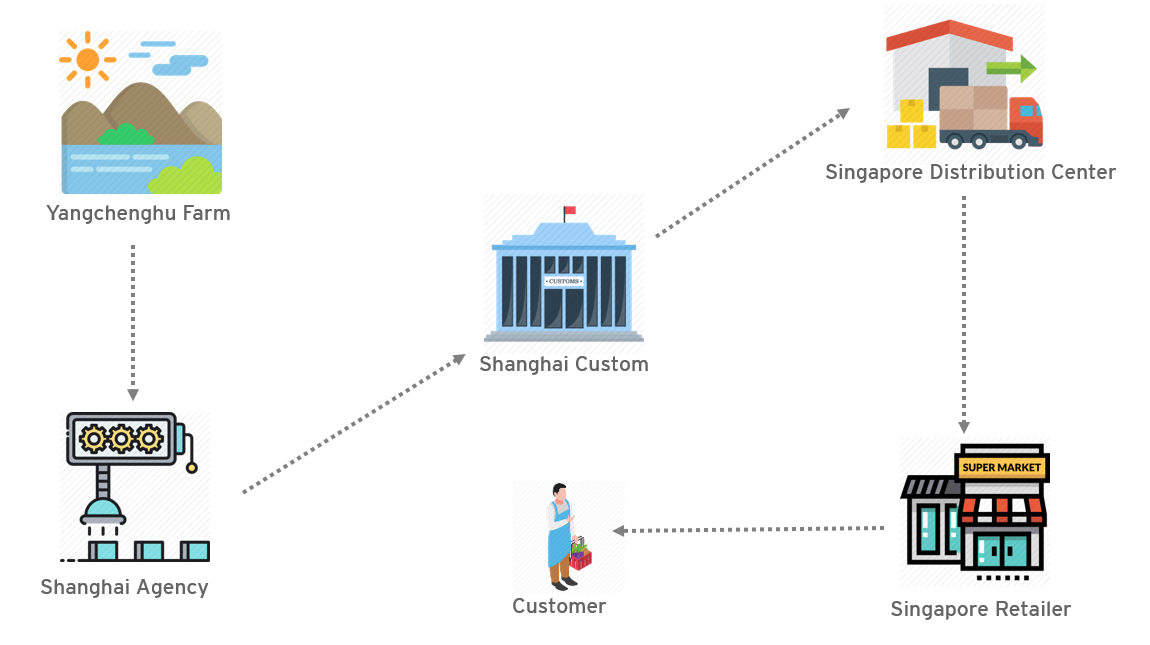 Yangchenghu Farm
Shanghai Agency
• CUSTOMS •
Shanghai Custom
Singapore Distribution Center
SUPER MARKET
Singapore Retailer
Customer